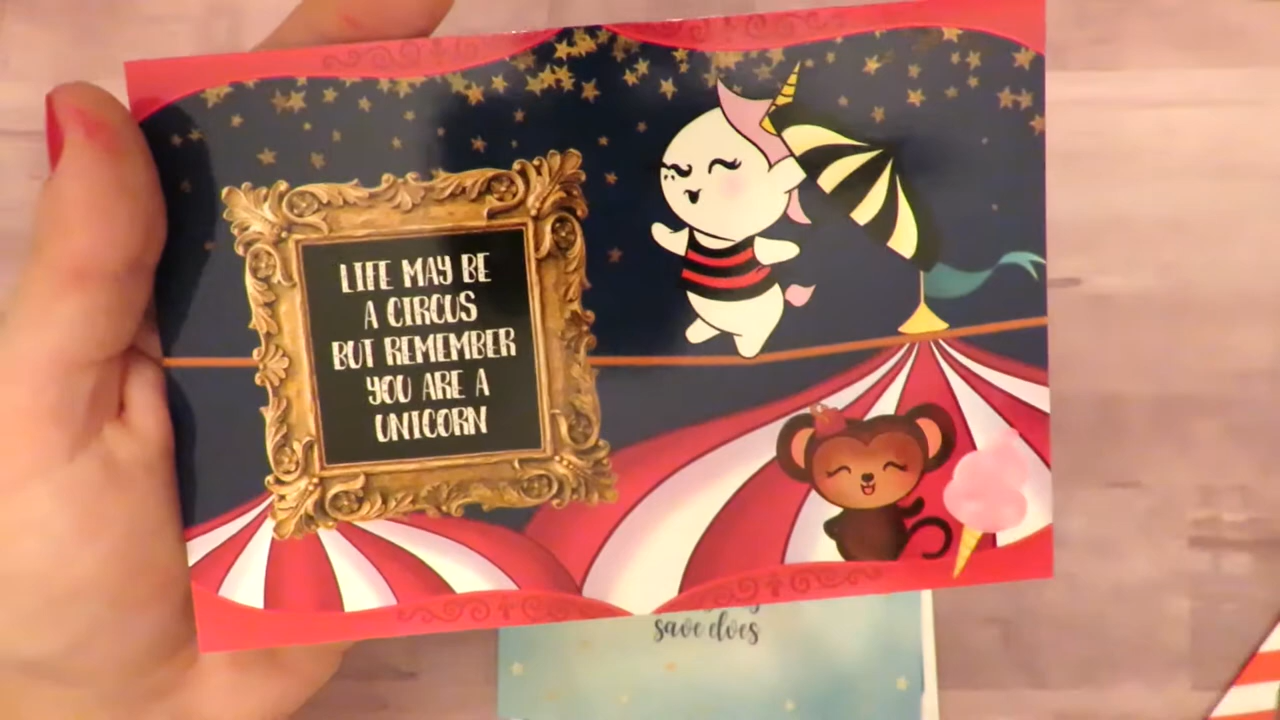 LIFE MAY BE
A CIRCUS
BUT REMEMBER
YOU ARE A
UNICORN
save elves